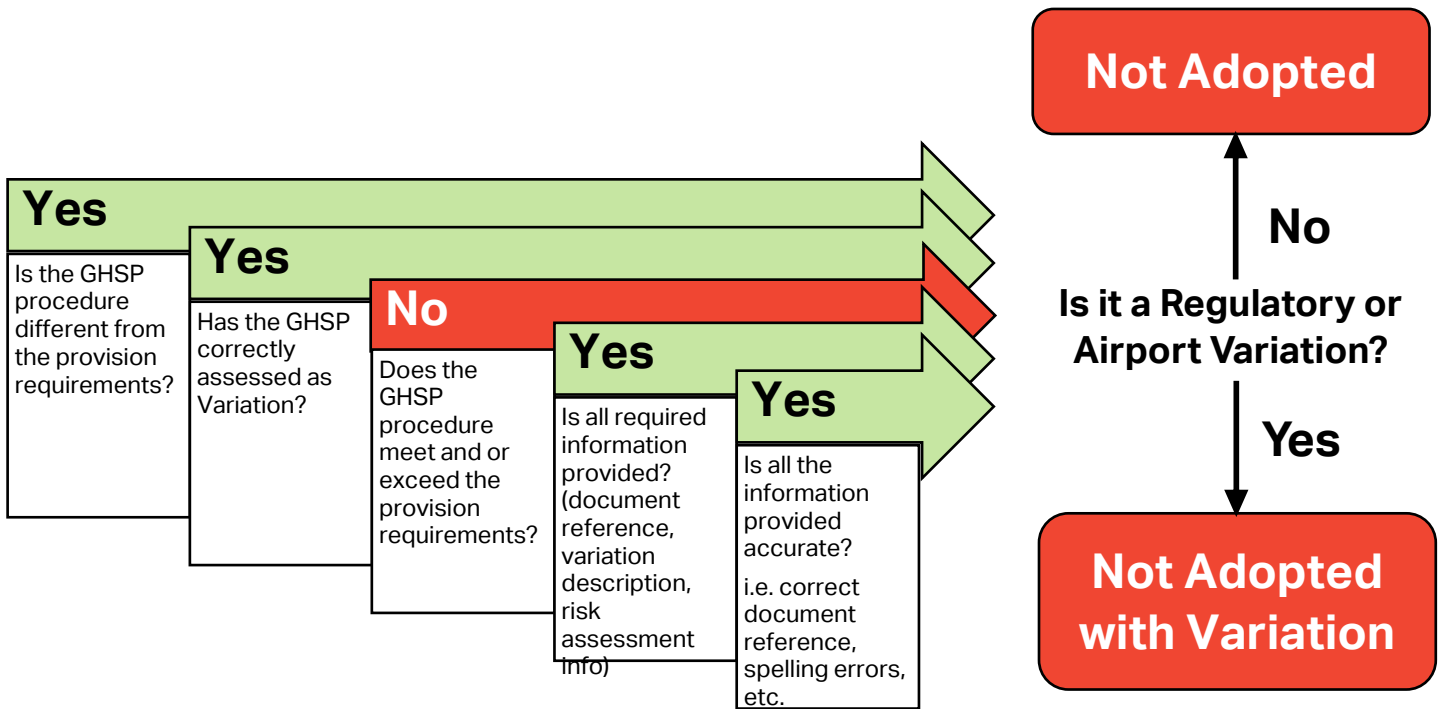 Yes
Is the GHSP
procedure
different from
the provision
requirements?
Yes
Has the GHSP
correctly
assessed as
Variation?
No
Does the
GHSP
procedure
meet and or
exceed the
provision
requirements?
Yes
Is all required
information
provided?
(document
reference,
variation
description,
risk
assessment
info)
Yes
Is all the
information
provided
accurate?
i.e. correct
document
reference,
spelling errors,
etc.
Not Adopted
No
Is it a Regulatory or
Airport Variation?
Yes
Not Adopted
with Variation